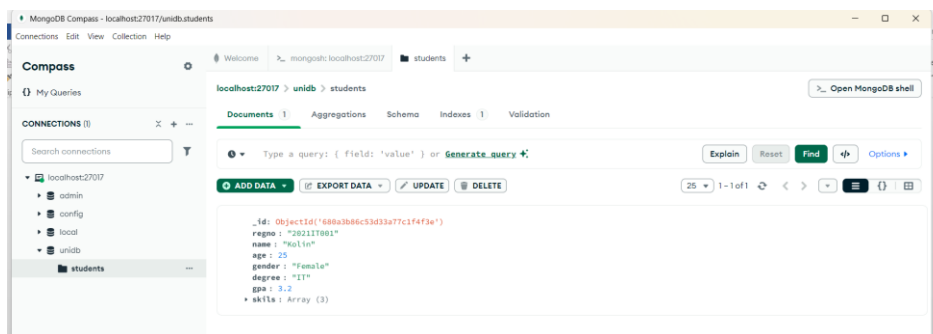 MongoDB Compass - localhost:27017/unidb.students
Connections Edit View Collection Help
Compass
{} My Queries
CONNECTIONS (1)
Search connections
localhost:27017
admin
config
local
unidb
students
Welcome >_ mongosh: localhost:27017 students +
localhost:27017 > unidb > students >_ Open MongoDB shell
Documents 1 Aggregations Schema Indexes 1 Validation
Type a query: { field: 'value' } or Generate query Explain Reset Find </> Options
ADD DATA EXPORT DATA UPDATE DELETE 25 1-1 of 1 {}
_id: ObjectId('680a3b86c53d33a77c1f4f3e')
regno : "2021IT001"
name : "Kolin"
age : 25
gender : "Female"
degree : "IT"
gpa : 3.2
skils : Array (3)